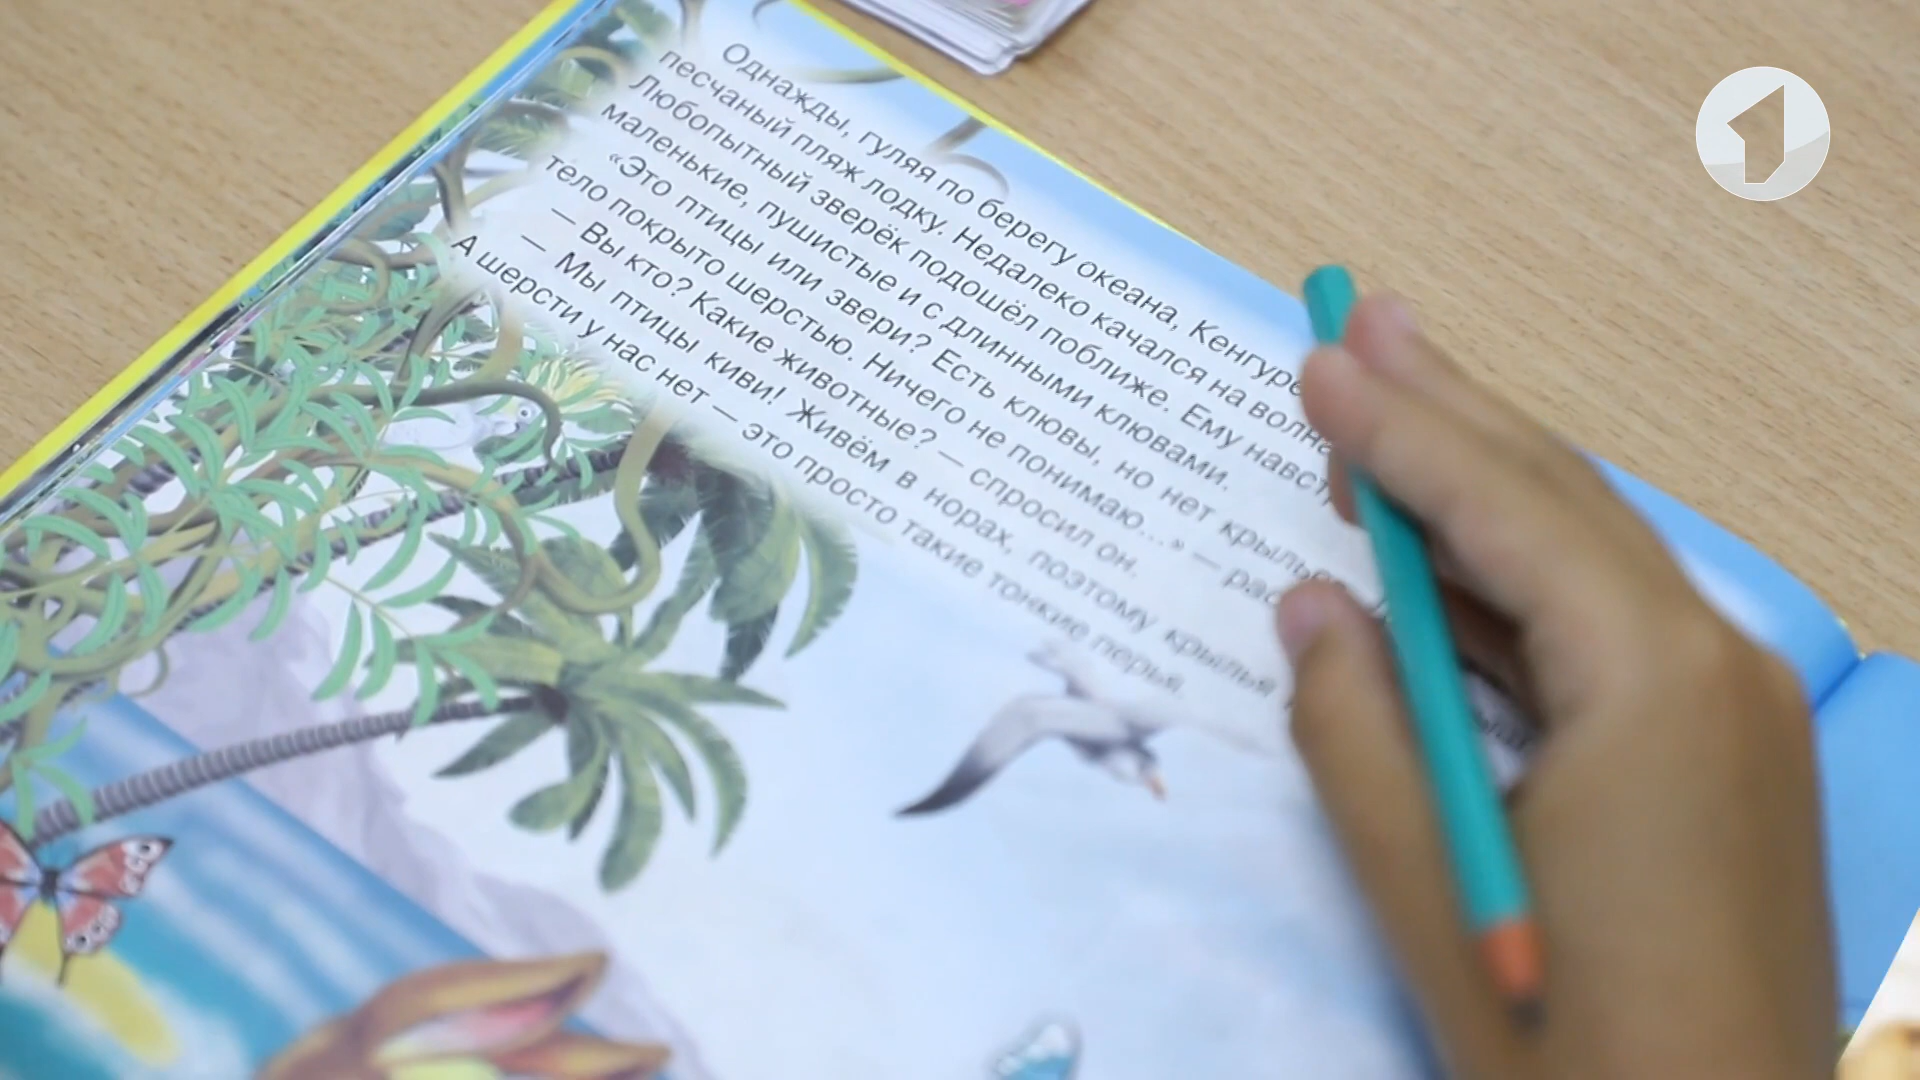 Однажды, гуляя по берегу океана, Кенгурё
песчаный пляж лодку. Недалеко качался на волна
Любопытный зверёк подошёл поближе. Ему навст
маленькие, пушистые и с длинными клювами.
«Это птицы или звери? Есть клювы, но нет крылье
тело покрыто шерстью. Ничего не понимаю...» — рас
— Вы кто? Какие животные? — спросил он.
— Мы птицы киви! Живём в норах, поэтому крылья
А шерсти у нас нет — это просто такие тонкие перья.